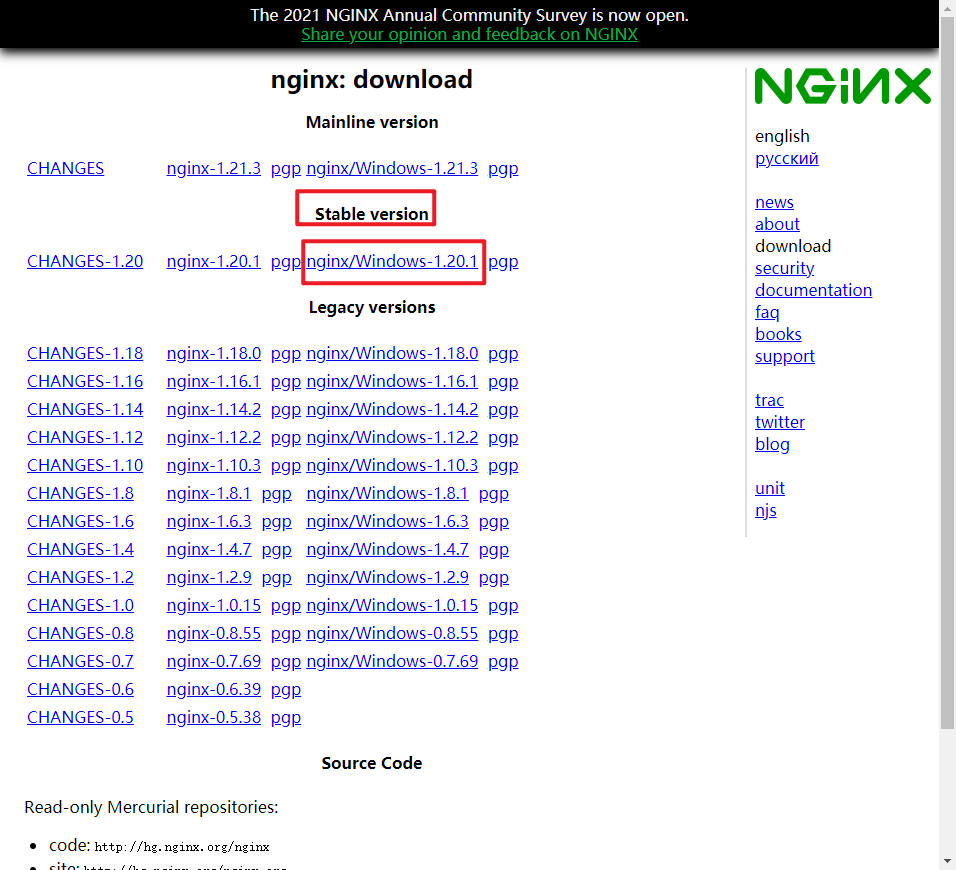 The 2021 NGINX Annual Community Survey is now open.
Share your opinion and feedback on NGINX
nginx: download
Mainline version
CHANGES nginx-1.21.3 pgp nginx/Windows-1.21.3 pgp
Stable version
CHANGES-1.20 nginx-1.20.1 pgp nginx/Windows-1.20.1 pgp
Legacy versions
CHANGES-1.18 nginx-1.18.0 pgp nginx/Windows-1.18.0 pgp
CHANGES-1.16 nginx-1.16.1 pgp nginx/Windows-1.16.1 pgp
CHANGES-1.14 nginx-1.14.2 pgp nginx/Windows-1.14.2 pgp
CHANGES-1.12 nginx-1.12.2 pgp nginx/Windows-1.12.2 pgp
CHANGES-1.10 nginx-1.10.3 pgp nginx/Windows-1.10.3 pgp
CHANGES-1.8 nginx-1.8.1 pgp nginx/Windows-1.8.1 pgp
CHANGES-1.6 nginx-1.6.3 pgp nginx/Windows-1.6.3 pgp
CHANGES-1.4 nginx-1.4.7 pgp nginx/Windows-1.4.7 pgp
CHANGES-1.2 nginx-1.2.9 pgp nginx/Windows-1.2.9 pgp
CHANGES-1.0 nginx-1.0.15 pgp nginx/Windows-1.0.15 pgp
CHANGES-0.8 nginx-0.8.55 pgp nginx/Windows-0.8.55 pgp
CHANGES-0.7 nginx-0.7.69 pgp nginx/Windows-0.7.69 pgp
CHANGES-0.6 nginx-0.6.39 pgp
CHANGES-0.5 nginx-0.5.38 pgp
Source Code
Read-only Mercurial repositories:
code: http://hg.nginx.org/nginx
site: http://hg.nginx.org/nginx.org
NGINX
english
русский
news
about
download
security
documentation
faq
books
support
trac
twitter
blog
unit
njs